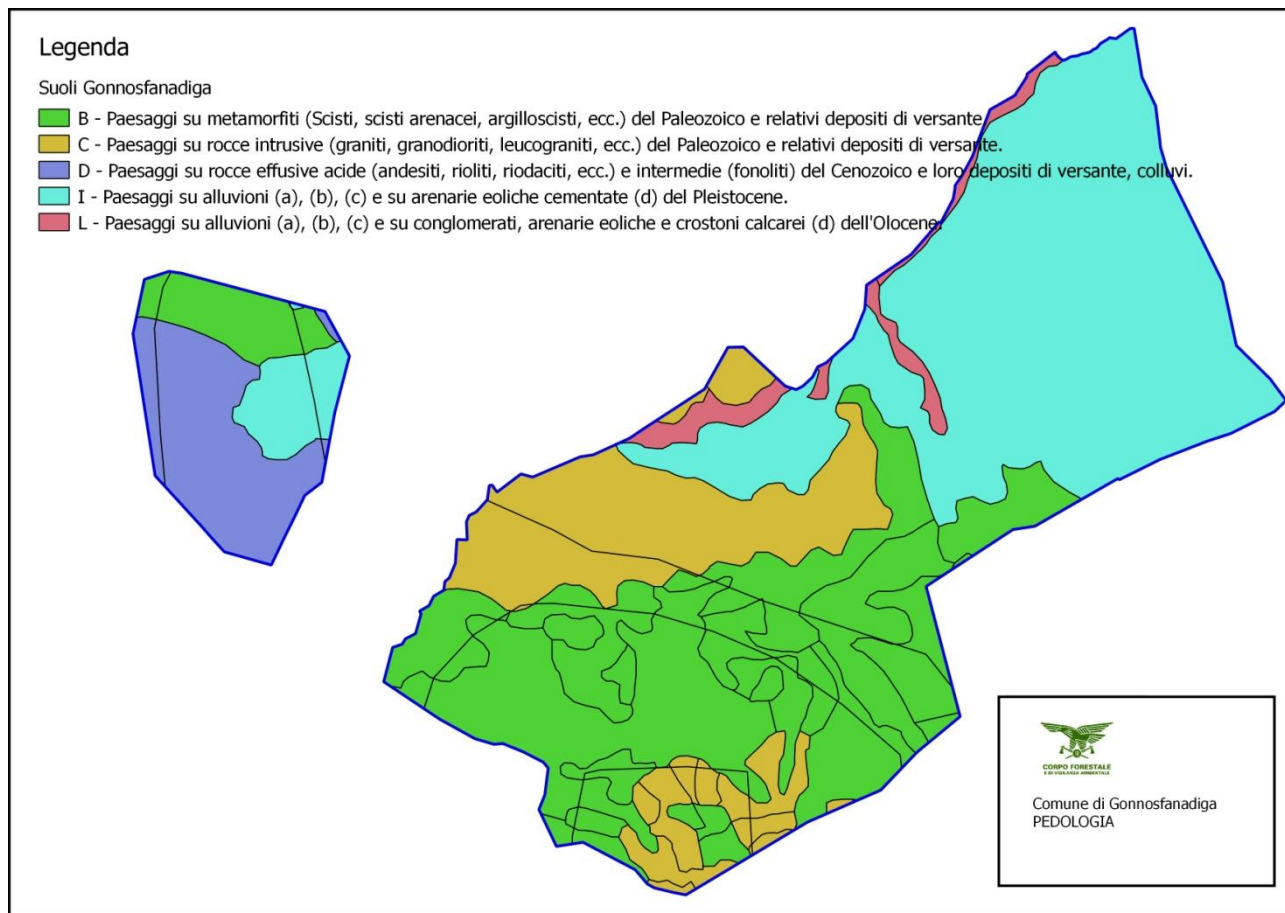 Legenda
Suoli Gonnosfanadiga
B - Paesaggi su metamorfiti (Scisti, scisti arenacei, argilloscisti, ecc.) del Paleozoico e relativi depositi di versante.
C - Paesaggi su rocce intrusive (graniti, granodioriti, leucograniti, ecc.) del Paleozoico e relativi depositi di versante.
D - Paesaggi su rocce effusive acide (andesiti, rioliti, riodaciti, ecc.) e intermedie (fonoliti) del Cenozoico e loro depositi di versante, colluvi.
I - Paesaggi su alluvioni (a), (b), (c) e su arenarie eoliche cementate (d) del Pleistocene.
L - Paesaggi su alluvioni (a), (b), (c) e su conglomerati, arenarie eoliche e crostoni calcarei (d) dell'Olocene.
CORPO FORESTALE
E DI VIGILANZA AMBIENTALE
Comune di Gonnosfanadiga
PEDOLOGIA